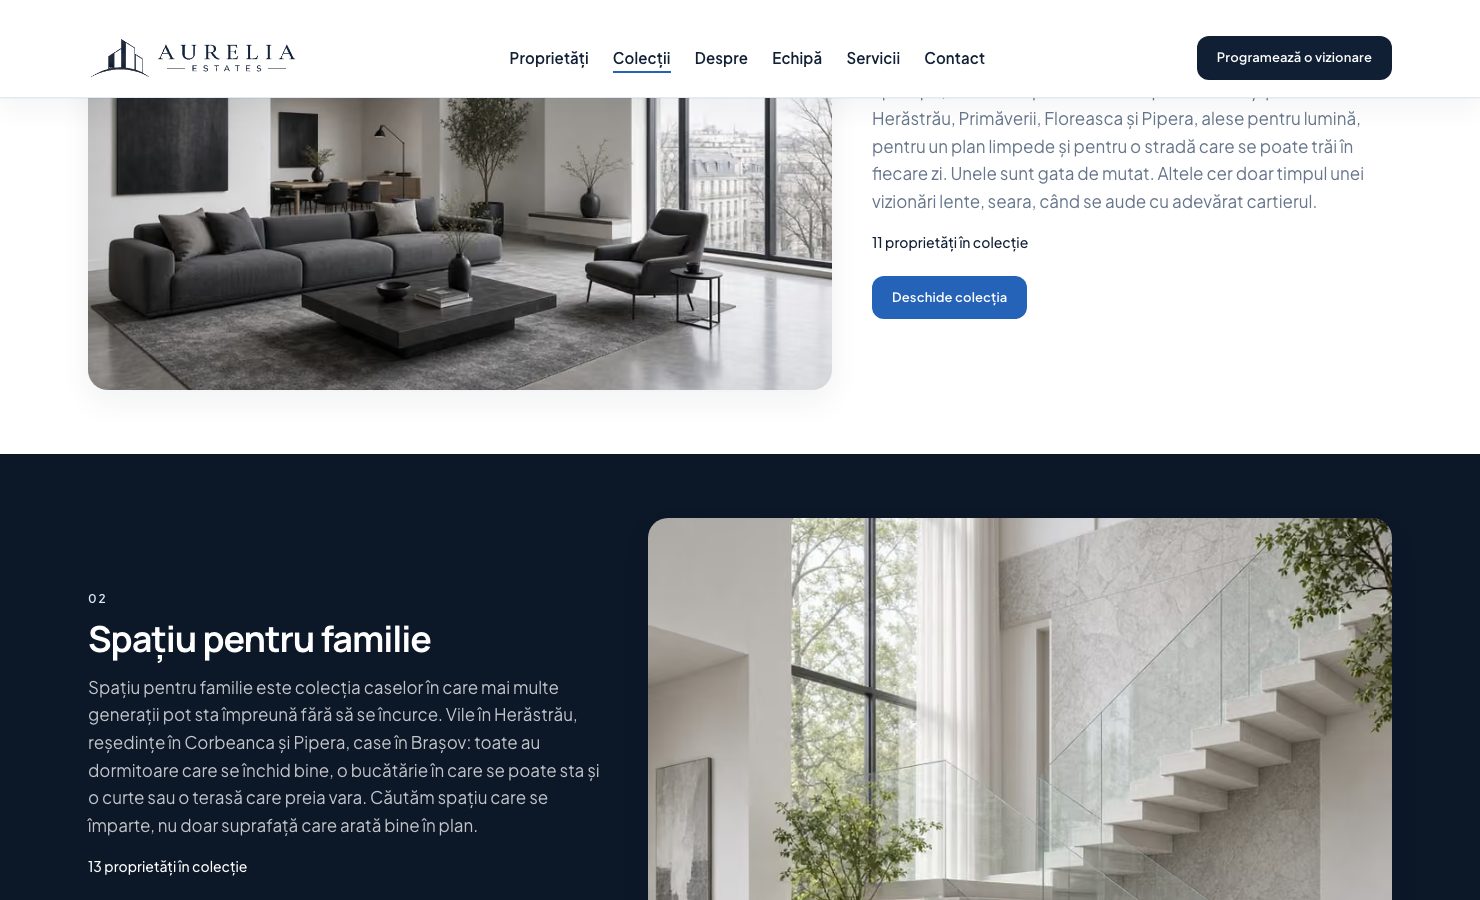 AURELIA
ESTATES
Proprietăți
Colecții
Despre
Echipă
Servicii
Contact
Programează o vizionare
Herăstrău, Primăverii, Floreasca și Pipera, alese pentru lumină,
pentru un plan limpede și pentru o stradă care se poate trăi în
fiecare zi. Unele sunt gata de mutat. Altele cer doar timpul unei
vizionări lente, seara, când se aude cu adevărat cartierul.
11 proprietăți în colecție
Deschide colecția
02
Spațiu pentru familie
Spațiu pentru familie este colecția caselor în care mai multe
generații pot sta împreună fără să se încurce. Vile în Herăstrău,
reședințe în Corbeanca și Pipera, case în Brașov: toate au
dormitoare care se închid bine, o bucătărie în care se poate sta și
o curte sau o terasă care preia vara. Căutăm spațiu care se
împarte, nu doar suprafață care arată bine în plan.
13 proprietăți în colecție